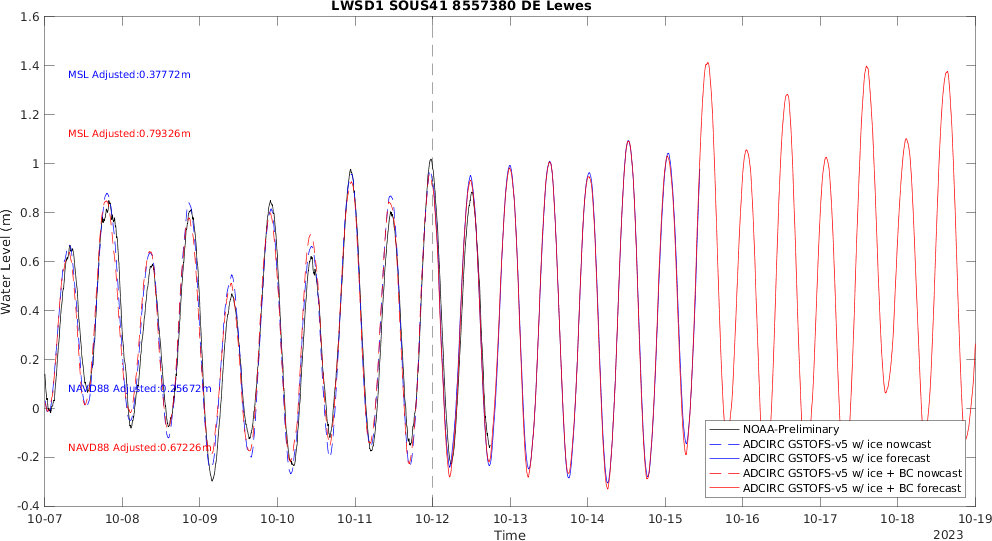 LWSD1 SOUS41 8557380 DE Lewes
1.6
1.4
1.2
1
0.8
0.6
0.4
0.2
0
-0.2
-0.4
Water Level (m)
MSL Adjusted:0.37772m
MSL Adjusted:0.79326m
NAVD88 Adjusted:0.25672m
NAVD88 Adjusted:0.67226m
NOAA-Preliminary
ADCIRC GSTOFS-v5 w/ ice nowcast
ADCIRC GSTOFS-v5 w/ ice forecast
ADCIRC GSTOFS-v5 w/ ice + BC nowcast
ADCIRC GSTOFS-v5 w/ ice + BC forecast
10-07 10-08 10-09 10-10 10-11 10-12 10-13 10-14 10-15 10-16 10-17 10-18 10-19
Time
2023